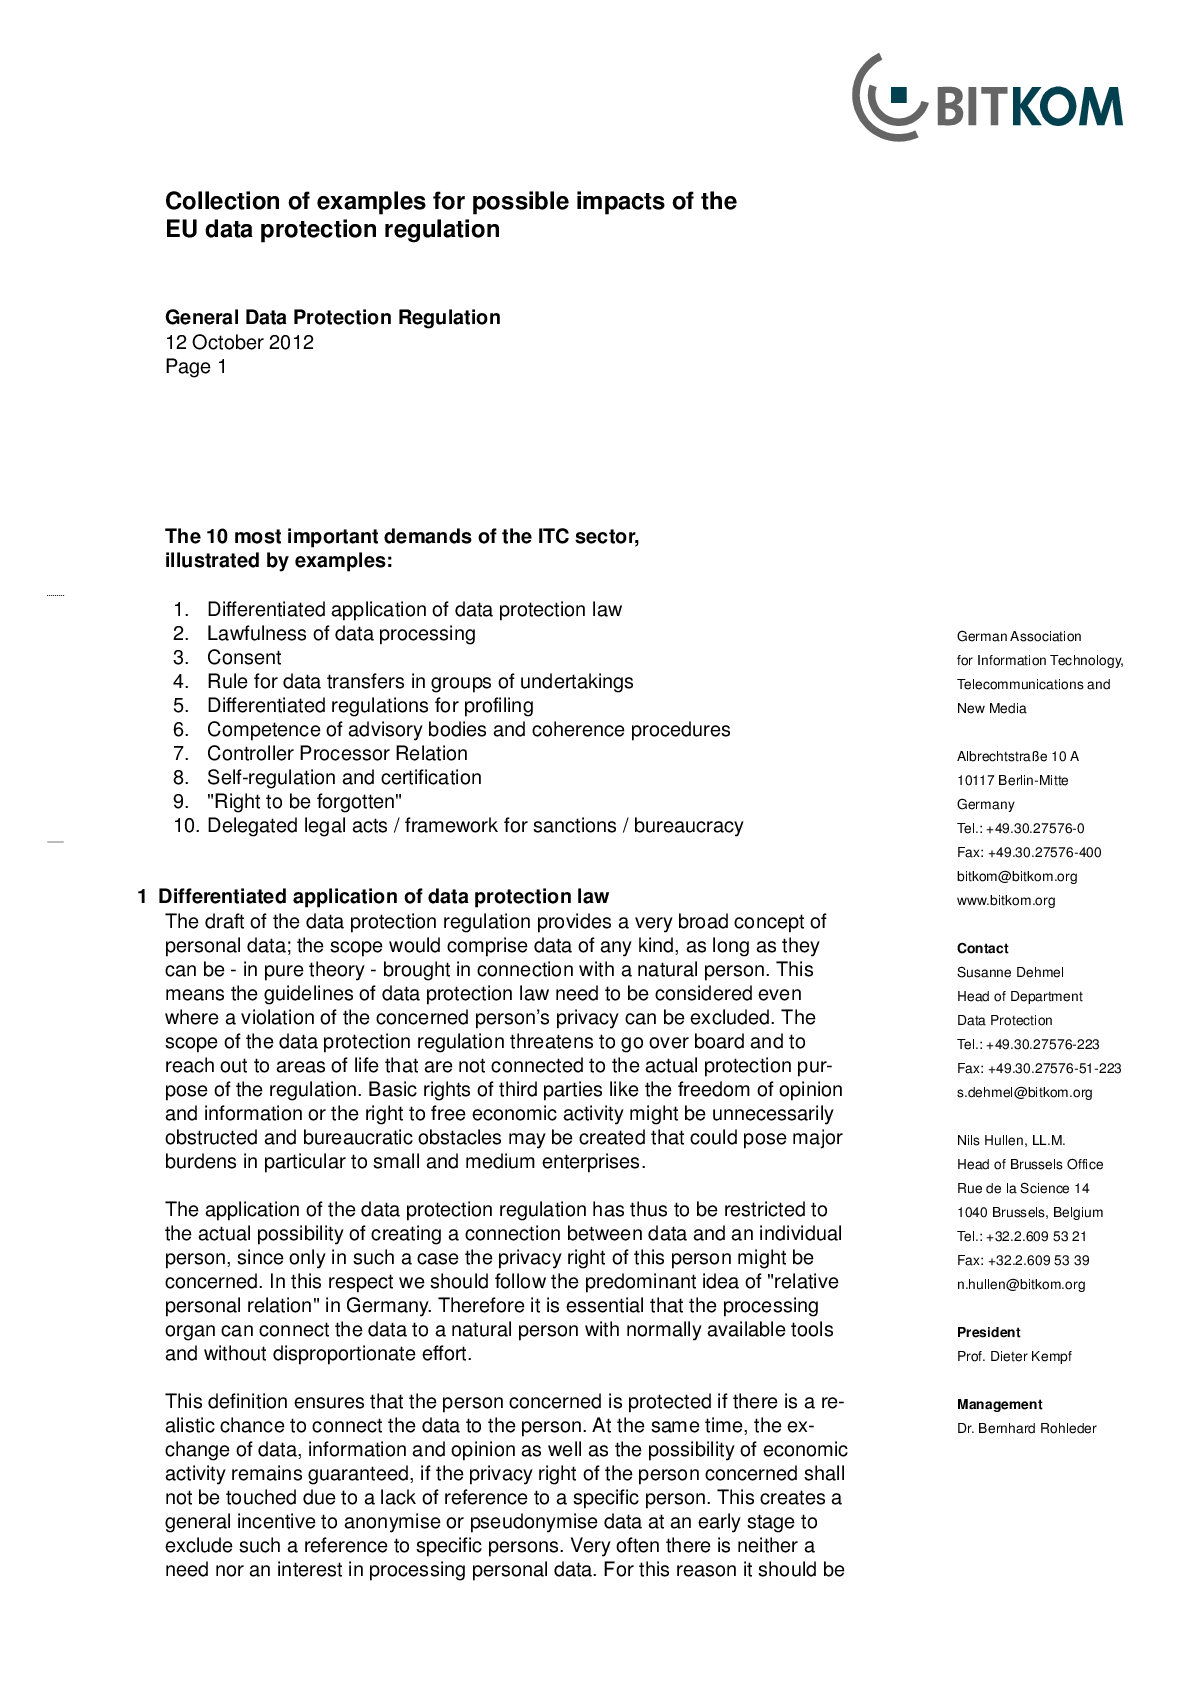 BITKOM
Collection of examples for possible impacts of the
EU data protection regulation
General Data Protection Regulation
12 October 2012
Page 1
The 10 most important demands of the ITC sector,
illustrated by examples:
1. Differentiated application of data protection law
2. Lawfulness of data processing
3. Consent
4. Rule for data transfers in groups of undertakings
5. Differentiated regulations for profiling
6. Competence of advisory bodies and coherence procedures
7. Controller Processor Relation
8. Self-regulation and certification
9. "Right to be forgotten"
10. Delegated legal acts / framework for sanctions / bureaucracy
1 Differentiated application of data protection law
The draft of the data protection regulation provides a very broad concept of
personal data; the scope would comprise data of any kind, as long as they
can be - in pure theory - brought in connection with a natural person. This
means the guidelines of data protection law need to be considered even
where a violation of the concerned person's privacy can be excluded. The
scope of the data protection regulation threatens to go over board and to
reach out to areas of life that are not connected to the actual protection pur-
pose of the regulation. Basic rights of third parties like the freedom of opinion
and information or the right to free economic activity might be unnecessarily
obstructed and bureaucratic obstacles may be created that could pose major
burdens in particular to small and medium enterprises.
The application of the data protection regulation has thus to be restricted to
the actual possibility of creating a connection between data and an individual
person, since only in such a case the privacy right of this person might be
concerned. In this respect we should follow the predominant idea of "relative
personal relation" in Germany. Therefore it is essential that the processing
organ can connect the data to a natural person with normally available tools
and without disproportionate effort.
This definition ensures that the person concerned is protected if there is a re-
alistic chance to connect the data to the person. At the same time, the ex-
change of data, information and opinion as well as the possibility of economic
activity remains guaranteed, if the privacy right of the person concerned shall
not be touched due to a lack of reference to a specific person. This creates a
general incentive to anonymise or pseudonymise data at an early stage to
exclude such a reference to specific persons. Very often there is neither a
need nor an interest in processing personal data. For this reason it should be
German Association
for Information Technology,
Telecommunications and
New Media
Albrechtstraße 10 A
10117 Berlin-Mitte
Germany
Tel.: +49.30.27576-0
Fax: +49.30.27576-400
bitkom@bitkom.org
www.bitkom.org
Contact
Susanne Dehmel
Head of Department
Data Protection
Tel.: +49.30.27576-223
Fax: +49.30.27576-51-223
s.dehmel@bitkom.org
Nils Hullen, LL.M.
Head of Brussels Office
Rue de la Science 14
1040 Brussels, Belgium
Tel.: +32.2.609 53 21
Fax: +32.2.609 53 39
n.hullen@bitkom.org
President
Prof. Dieter Kempf
Management
Dr. Bernhard Rohleder